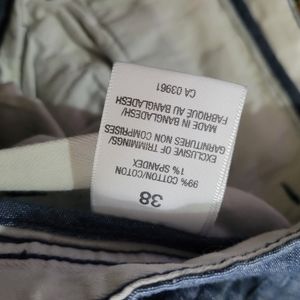 38
99% COTTON/COTON
1% SPANDEX
EXCLUSIVE OF TRIMMINGS/
GARNITURES NON COMPRISES
MADE IN BANGLADESH/
FABRIQUE AU BANGLADESH
CA 03961